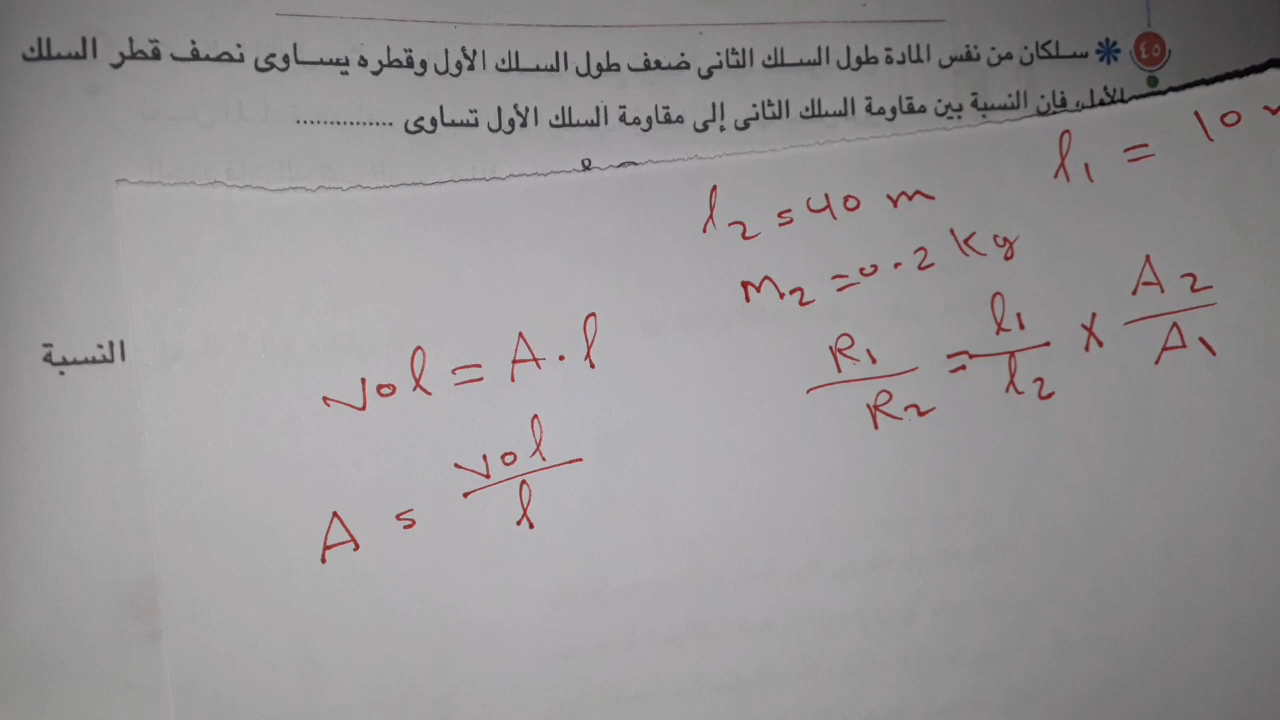 ٤٥ * سلكان من نفس المادة طول السلك الثانى ضعف طول السلك الأول وقطره يساوى نصف قطر السلك
الأول، فإن النسبة بين مقاومة السلك الثانى إلى مقاومة السلك الأول تساوى ...............
l₁ = 10
l₂ = 40 m
m₂ = 0.2 kg
R₁/R₂ = l₁/l₂ × A₂/A₁
النسبة
vol = A . l
A = vol/l